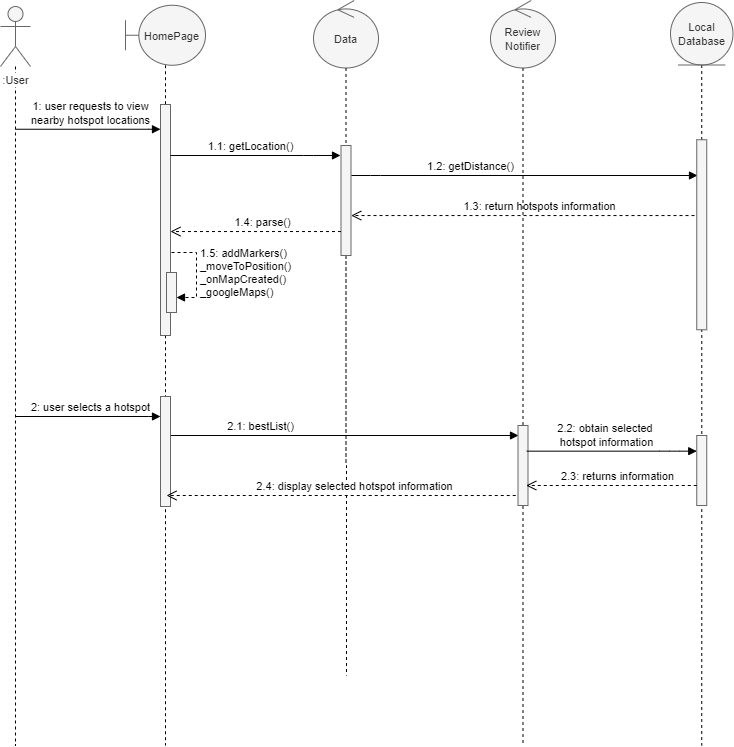 :User
HomePage
Data
Review
Notifier
Local
Database
1: user requests to view
nearby hotspot locations
1.1: getLocation()
1.2: getDistance()
1.3: return hotspots information
1.4: parse()
1.5: addMarkers()
_moveToPosition()
_onMapCreated()
_googleMaps()
2: user selects a hotspot
2.1: bestList()
2.2: obtain selected
hotspot information
2.3: returns information
2.4: display selected hotspot information